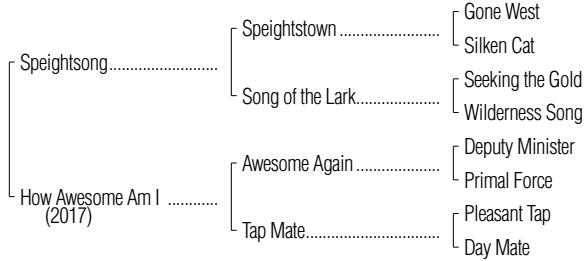 Gone West
Speightstown
Silken Cat
Speightsong
Seeking the Gold
Song of the Lark
Wilderness Song
Deputy Minister
Awesome Again
Primal Force
How Awesome Am I
(2017)
Pleasant Tap
Tap Mate
Day Mate